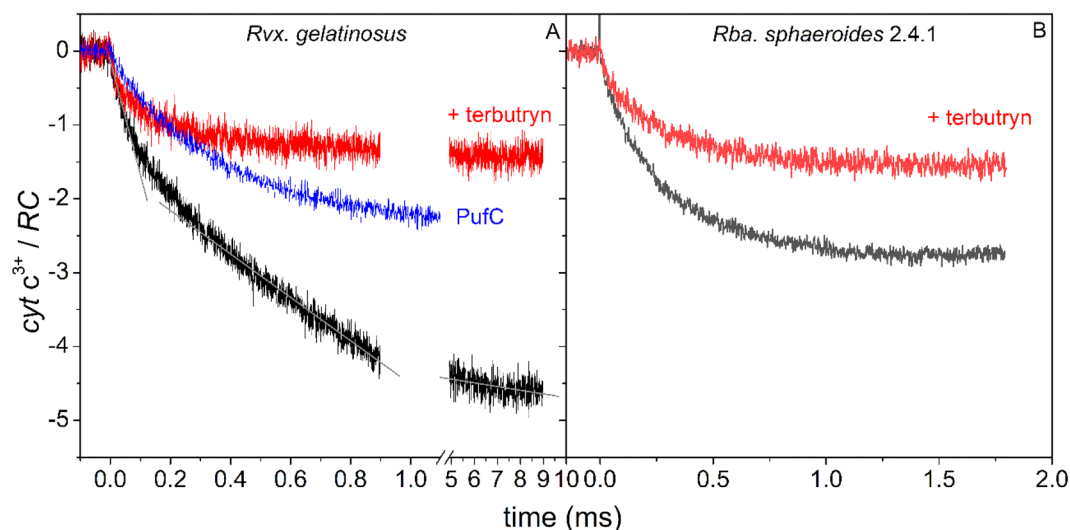 Rvx. gelatinosus A
Rba. sphaeroides 2.4.1 B
0
-1
-2
-3
-4
-5
cyt c³⁺ / RC
+ terbutryn
PufC
+ terbutryn
0.0 0.2 0.4 0.6 0.8 1.0 5 6 7 8 9 10
0.0 0.5 1.0 1.5 2.0
time (ms)